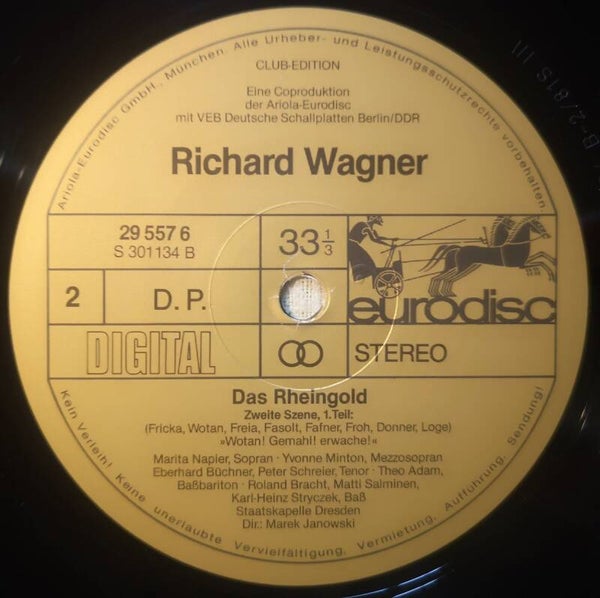 Ariola-Eurodisc GmbH., München. Alle Urheber- und Leistungsschutzrechte vorbehalten.
CLUB-EDITION
Eine Coproduktion
der Ariola-Eurodisc
mit VEB Deutsche Schallplatten Berlin/DDR
Richard Wagner
29 557 6
S 301134 B
33 1/3
2
D. P.
eurodisc
DIGITAL
STEREO
Das Rheingold
Zweite Szene, 1.Teil:
(Fricka, Wotan, Freia, Fasolt, Fafner, Froh, Donner, Loge)
»Wotan! Gemahl! erwache!«
Marita Napier, Sopran · Yvonne Minton, Mezzosopran
Eberhard Büchner, Peter Schreier, Tenor · Theo Adam,
Baßbariton · Roland Bracht, Matti Salminen,
Karl-Heinz Stryczek, Baß
Staatskapelle Dresden
Dir.: Marek Janowski
Kein Verleih! Keine unerlaubte Vervielfältigung, Vermietung, Aufführung, Sendung!